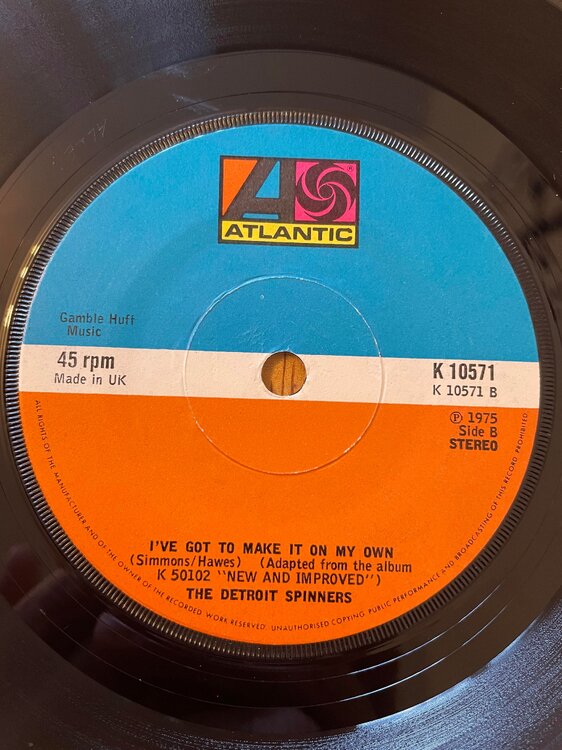 ATLANTIC
Gamble Huff
Music
45 rpm
Made in UK
K 10571
K 10571 B
Ⓟ 1975
Side B
STEREO
I'VE GOT TO MAKE IT ON MY OWN
(Simmons/Hawes) (Adapted from the album
K 50102 "NEW AND IMPROVED")
THE DETROIT SPINNERS
ALL RIGHTS OF THE MANUFACTURER AND OF THE OWNER OF THE RECORDED WORK RESERVED. UNAUTHORISED COPYING PUBLIC PERFORMANCE AND BROADCASTING OF THIS RECORD PROHIBITED